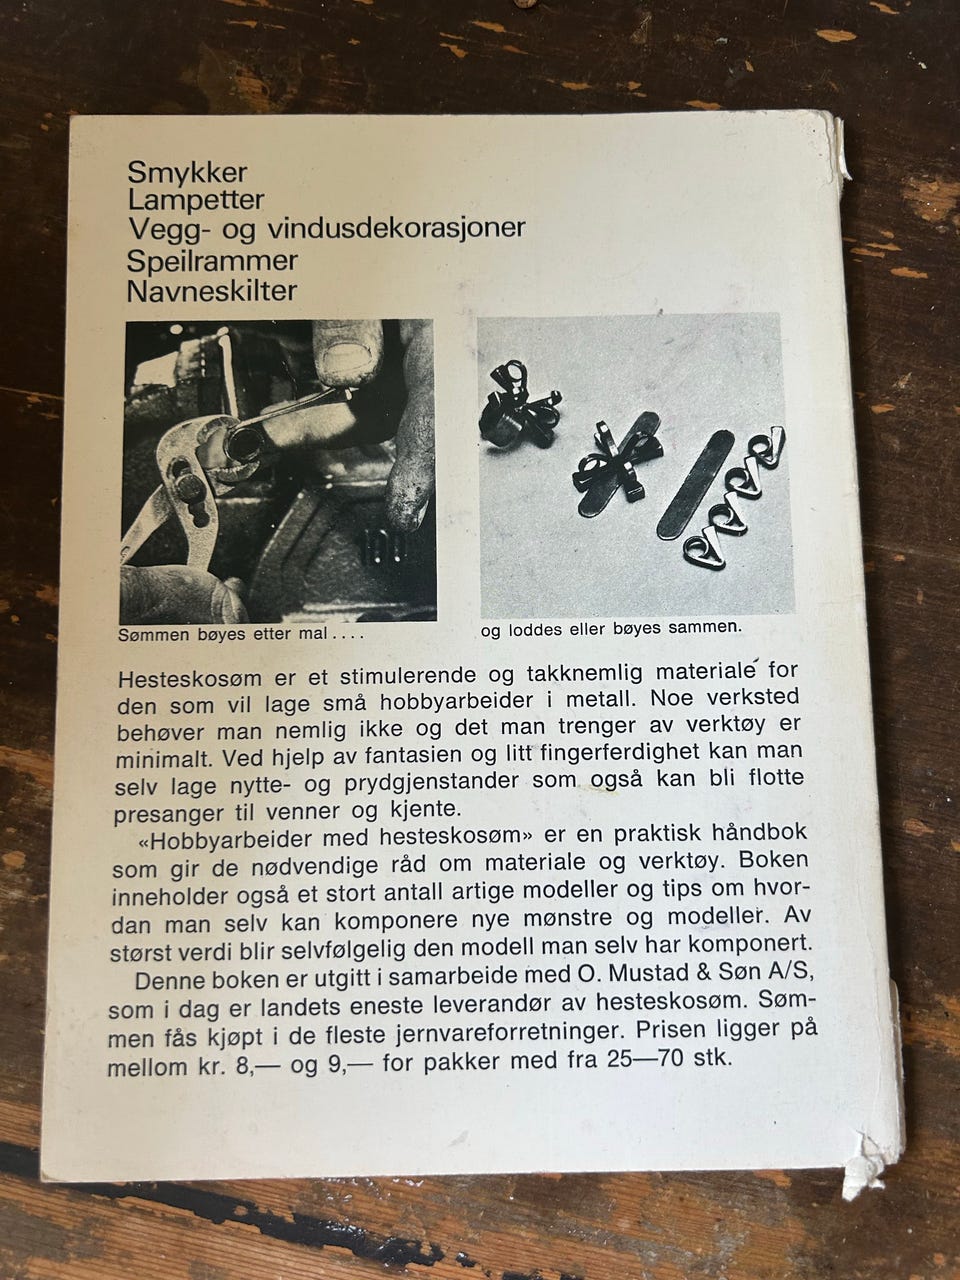 Smykker
Lampetter
Vegg- og vindusdekorasjoner
Speilrammer
Navneskilter
Sømmen bøyes etter mal . . . .
og loddes eller bøyes sammen.
Hesteskosøm er et stimulerende og takknemlig materiale for
den som vil lage små hobbyarbeider i metall. Noe verksted
behøver man nemlig ikke og det man trenger av verktøy er
minimalt. Ved hjelp av fantasien og litt fingerferdighet kan man
selv lage nytte- og prydgjenstander som også kan bli flotte
presanger til venner og kjente.
«Hobbyarbeider med hesteskosøm» er en praktisk håndbok
som gir de nødvendige råd om materiale og verktøy. Boken
inneholder også et stort antall artige modeller og tips om hvor-
dan man selv kan komponere nye mønstre og modeller. Av
størst verdi blir selvfølgelig den modell man selv har komponert.
Denne boken er utgitt i samarbeide med O. Mustad & Søn A/S,
som i dag er landets eneste leverandør av hesteskosøm. Søm-
men fås kjøpt i de fleste jernvareforretninger. Prisen ligger på
mellom kr. 8,— og 9,— for pakker med fra 25—70 stk.